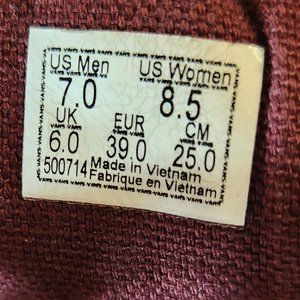 US Men US Women
7.0 8.5
UK EUR CM
6.0 39.0 25.0
500714 Made in Vietnam
Fabrique en Vietnam